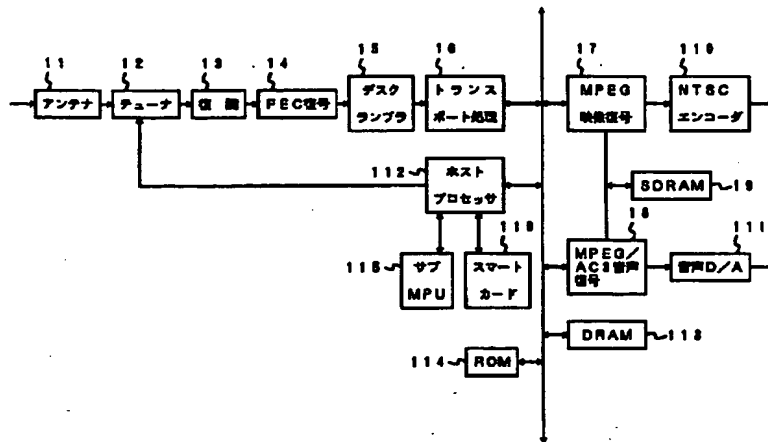 11
12
13
14
15
16
17
110
アンテナ
チューナ
復調
FEC復号
デスク
ランブラ
トランス
ポート処理
MPEG
映像復号
NTSC
エンコーダ
112
ホスト
プロセッサ
SDRAM
19
18
111
115
サブ
MPU
スマート
カード
MPEG/
AC3音声
復号
音声D/A
DRAM
113
114
ROM